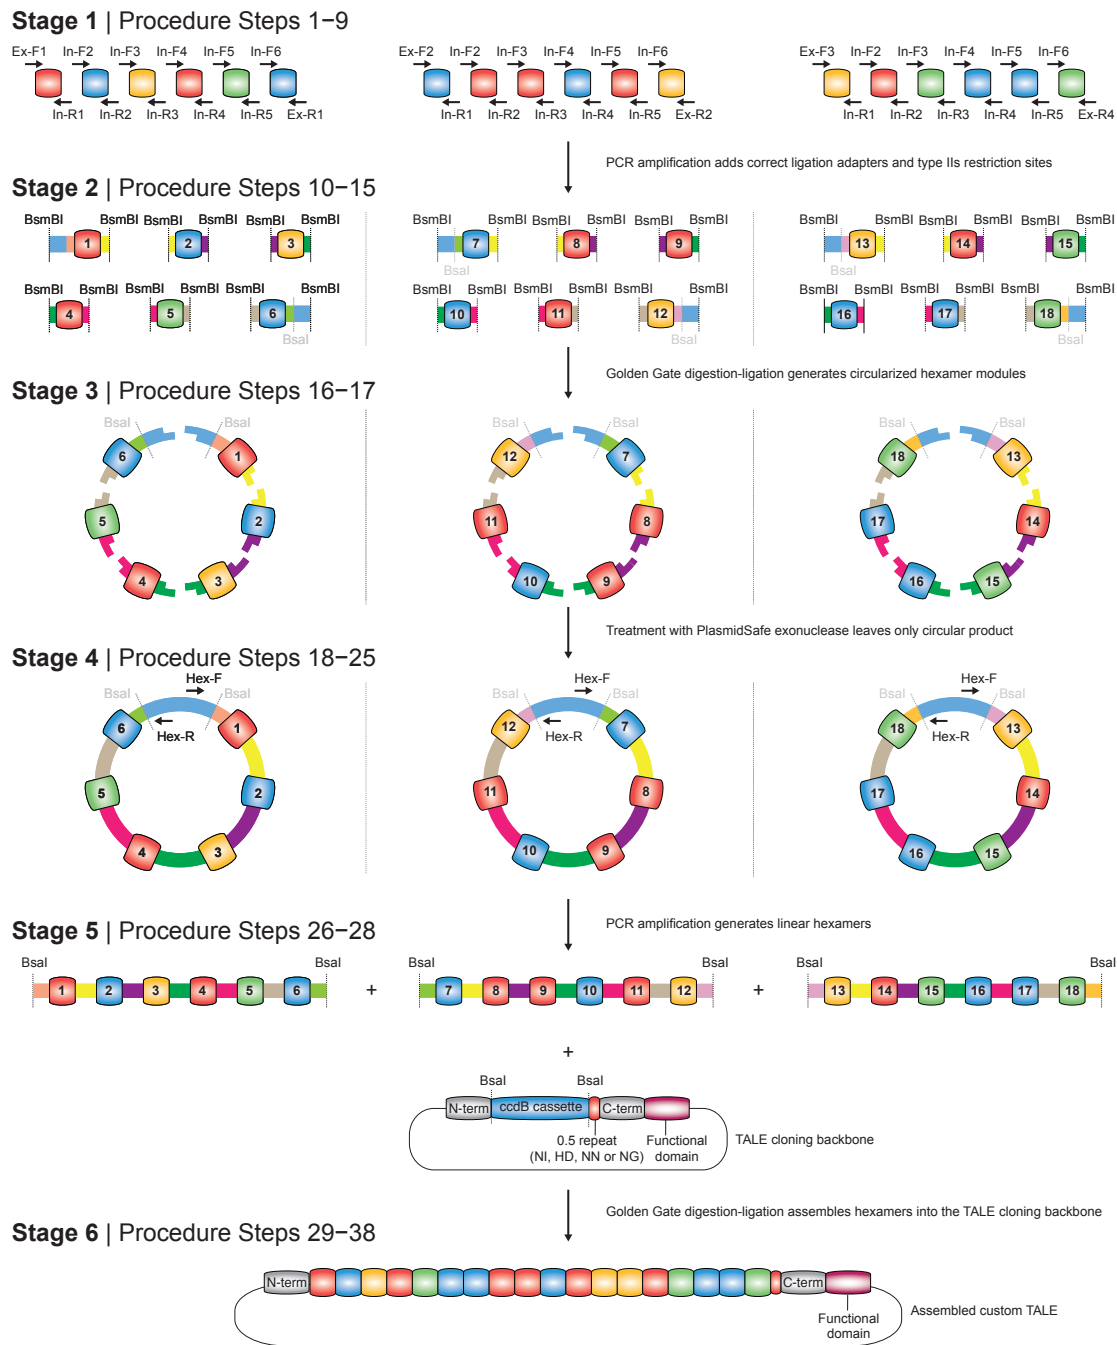 Stage 1 | Procedure Steps 1−9
Ex-F1 In-F2 In-F3 In-F4 In-F5 In-F6
In-R1 In-R2 In-R3 In-R4 In-R5 Ex-R1
Ex-F2 In-F2 In-F3 In-F4 In-F5 In-F6
In-R1 In-R2 In-R3 In-R4 In-R5 Ex-R2
Ex-F3 In-F2 In-F3 In-F4 In-F5 In-F6
In-R1 In-R2 In-R3 In-R4 In-R5 Ex-R4
PCR amplification adds correct ligation adapters and type IIs restriction sites
Stage 2 | Procedure Steps 10−15
BsmBI BsmBI BsmBI BsmBI BsmBI BsmBI
1 2 3
BsmBI BsmBI BsmBI BsmBI BsmBI BsmBI
4 5 6
BsaI
BsmBI BsmBI BsmBI BsmBI BsmBI
7 8 9
BsaI
BsmBI BsmBI BsmBI BsmBI BsmBI
10 11 12
BsaI
BsmBI BsmBI BsmBI BsmBI
13 14 15
BsaI
BsmBI BsmBI BsmBI BsmBI BsmBI
16 17 18
BsaI
Golden Gate digestion-ligation generates circularized hexamer modules
Stage 3 | Procedure Steps 16−17
BsaI BsaI
6 1
5 2
4 3
BsaI BsaI
12 7
11 8
10 9
BsaI BsaI
18 13
17 14
16 15
Treatment with PlasmidSafe exonuclease leaves only circular product
Stage 4 | Procedure Steps 18−25
Hex-F
BsaI BsaI
6 Hex-R 1
5 2
4 3
Hex-F
BsaI BsaI
12 Hex-R 7
11 8
10 9
Hex-F
BsaI BsaI
18 Hex-R 13
17 14
16 15
PCR amplification generates linear hexamers
Stage 5 | Procedure Steps 26−28
BsaI BsaI BsaI BsaI BsaI BsaI
1 2 3 4 5 6 + 7 8 9 10 11 12 + 13 14 15 16 17 18
+
BsaI BsaI
N-term ccdB cassette C-term
0.5 repeat
(NI, HD, NN or NG)
Functional
domain
TALE cloning backbone
Golden Gate digestion-ligation assembles hexamers into the TALE cloning backbone
Stage 6 | Procedure Steps 29−38
N-term C-term
Functional
domain
Assembled custom TALE